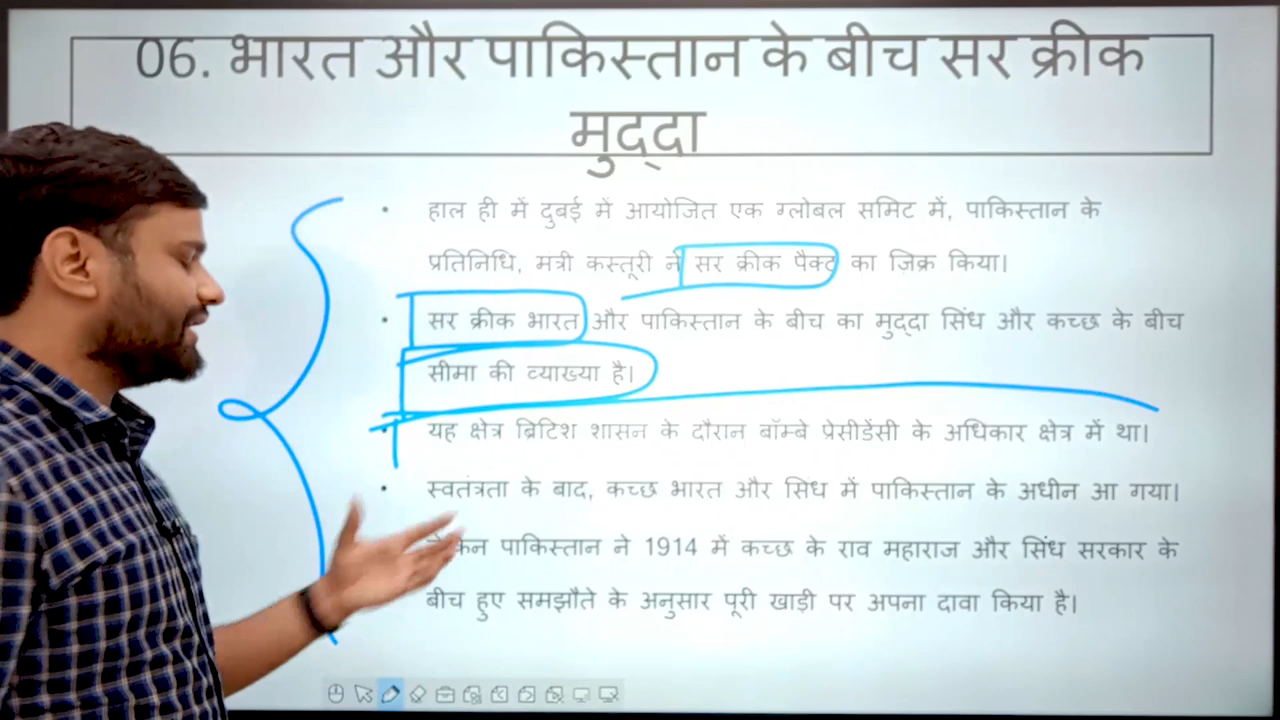 06. भारत और पाकिस्तान के बीच सर क्रीक
मुद्दा
• हाल ही में दुबई में आयोजित एक ग्लोबल समिट में, पाकिस्तान के
प्रतिनिधि, मंत्री कस्तूरी ने सर क्रीक पैक्ट का ज़िक्र किया।
• सर क्रीक भारत और पाकिस्तान के बीच का मुद्दा सिंध और कच्छ के बीच
सीमा की व्याख्या है।
• यह क्षेत्र ब्रिटिश शासन के दौरान बॉम्बे प्रेसीडेंसी के अधिकार क्षेत्र में था।
• स्वतंत्रता के बाद, कच्छ भारत और सिंध में पाकिस्तान के अधीन आ गया।
पाकिस्तान ने 1914 में कच्छ के राव महाराज और सिंध सरकार के
बीच हुए समझौते के अनुसार पूरी खाड़ी पर अपना दावा किया है।